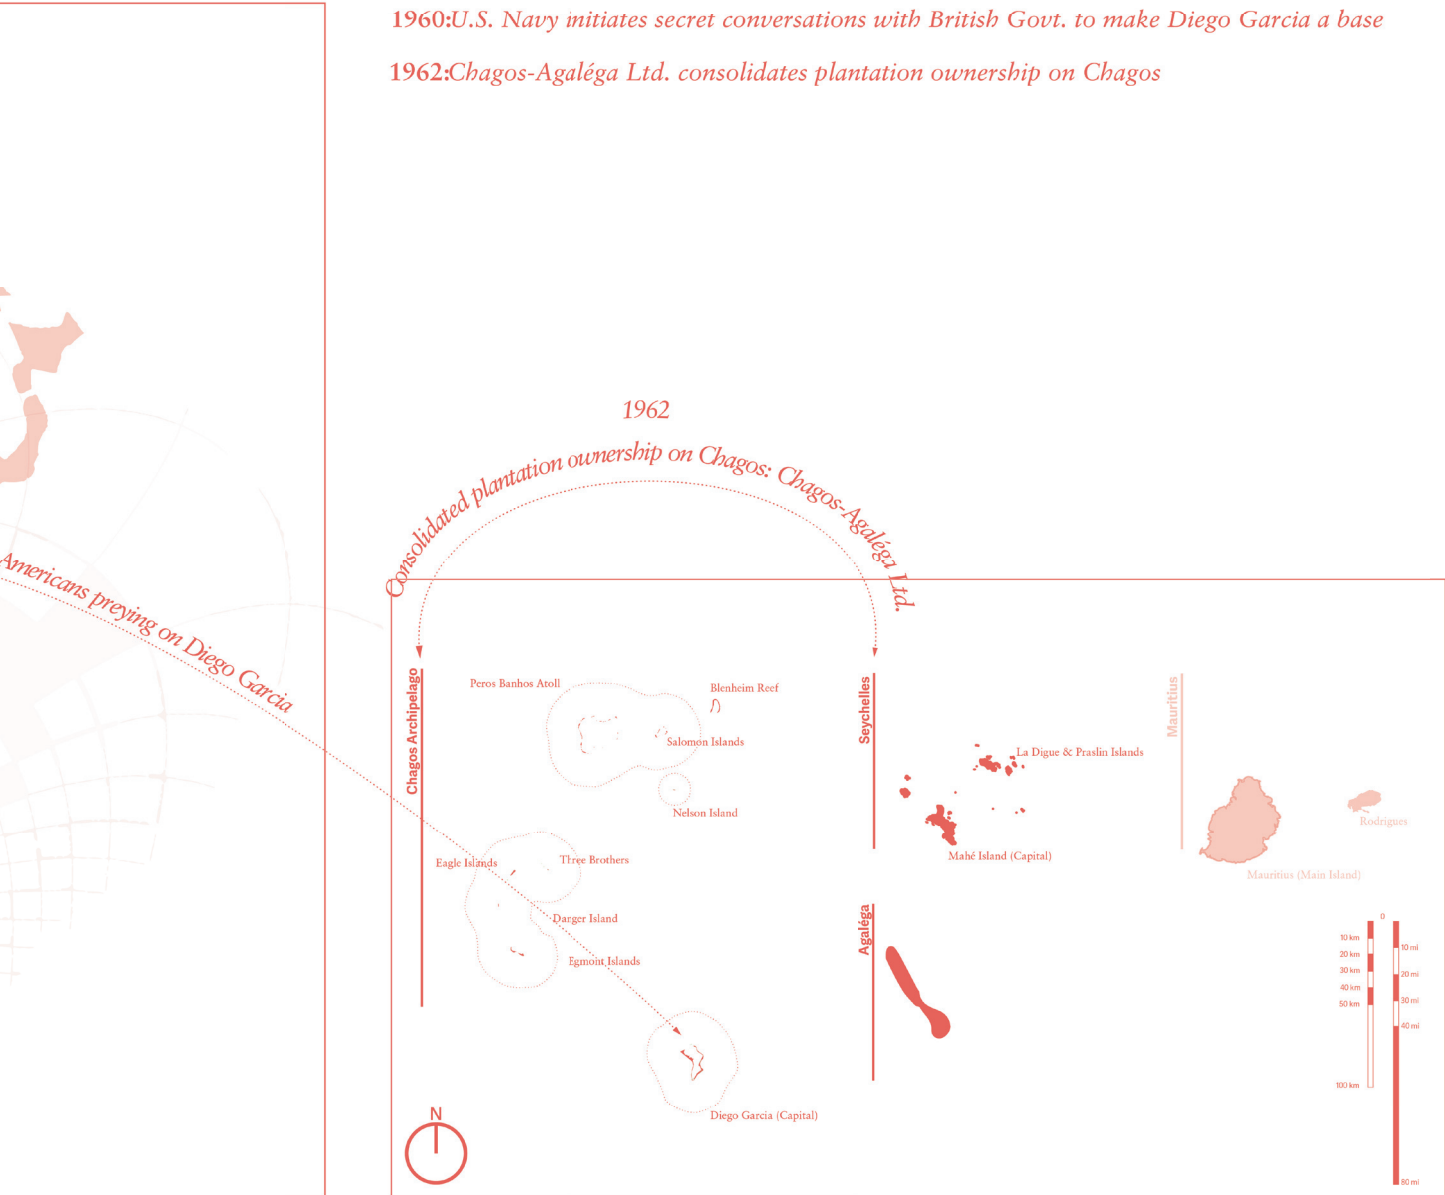 1960:U.S. Navy initiates secret conversations with British Govt. to make Diego Garcia a base
1962:Chagos-Agaléga Ltd. consolidates plantation ownership on Chagos
1962
Consolidated plantation ownership on Chagos: Chagos-Agaléga Ltd.
Americans preying on Diego Garcia
Chagos Archipelago
Peros Banhos Atoll
Blenheim Reef
Salomon Islands
Nelson Island
Eagle Islands
Three Brothers
Danger Island
Egmont Islands
Diego Garcia (Capital)
Seychelles
La Digue & Praslin Islands
Mahé Island (Capital)
Agaléga
Mauritius
Rodrigues
Mauritius (Main Island)
0
10 km
20 km
30 km
40 km
50 km
100 km
10 mi
20 mi
30 mi
40 mi
80 mi
N